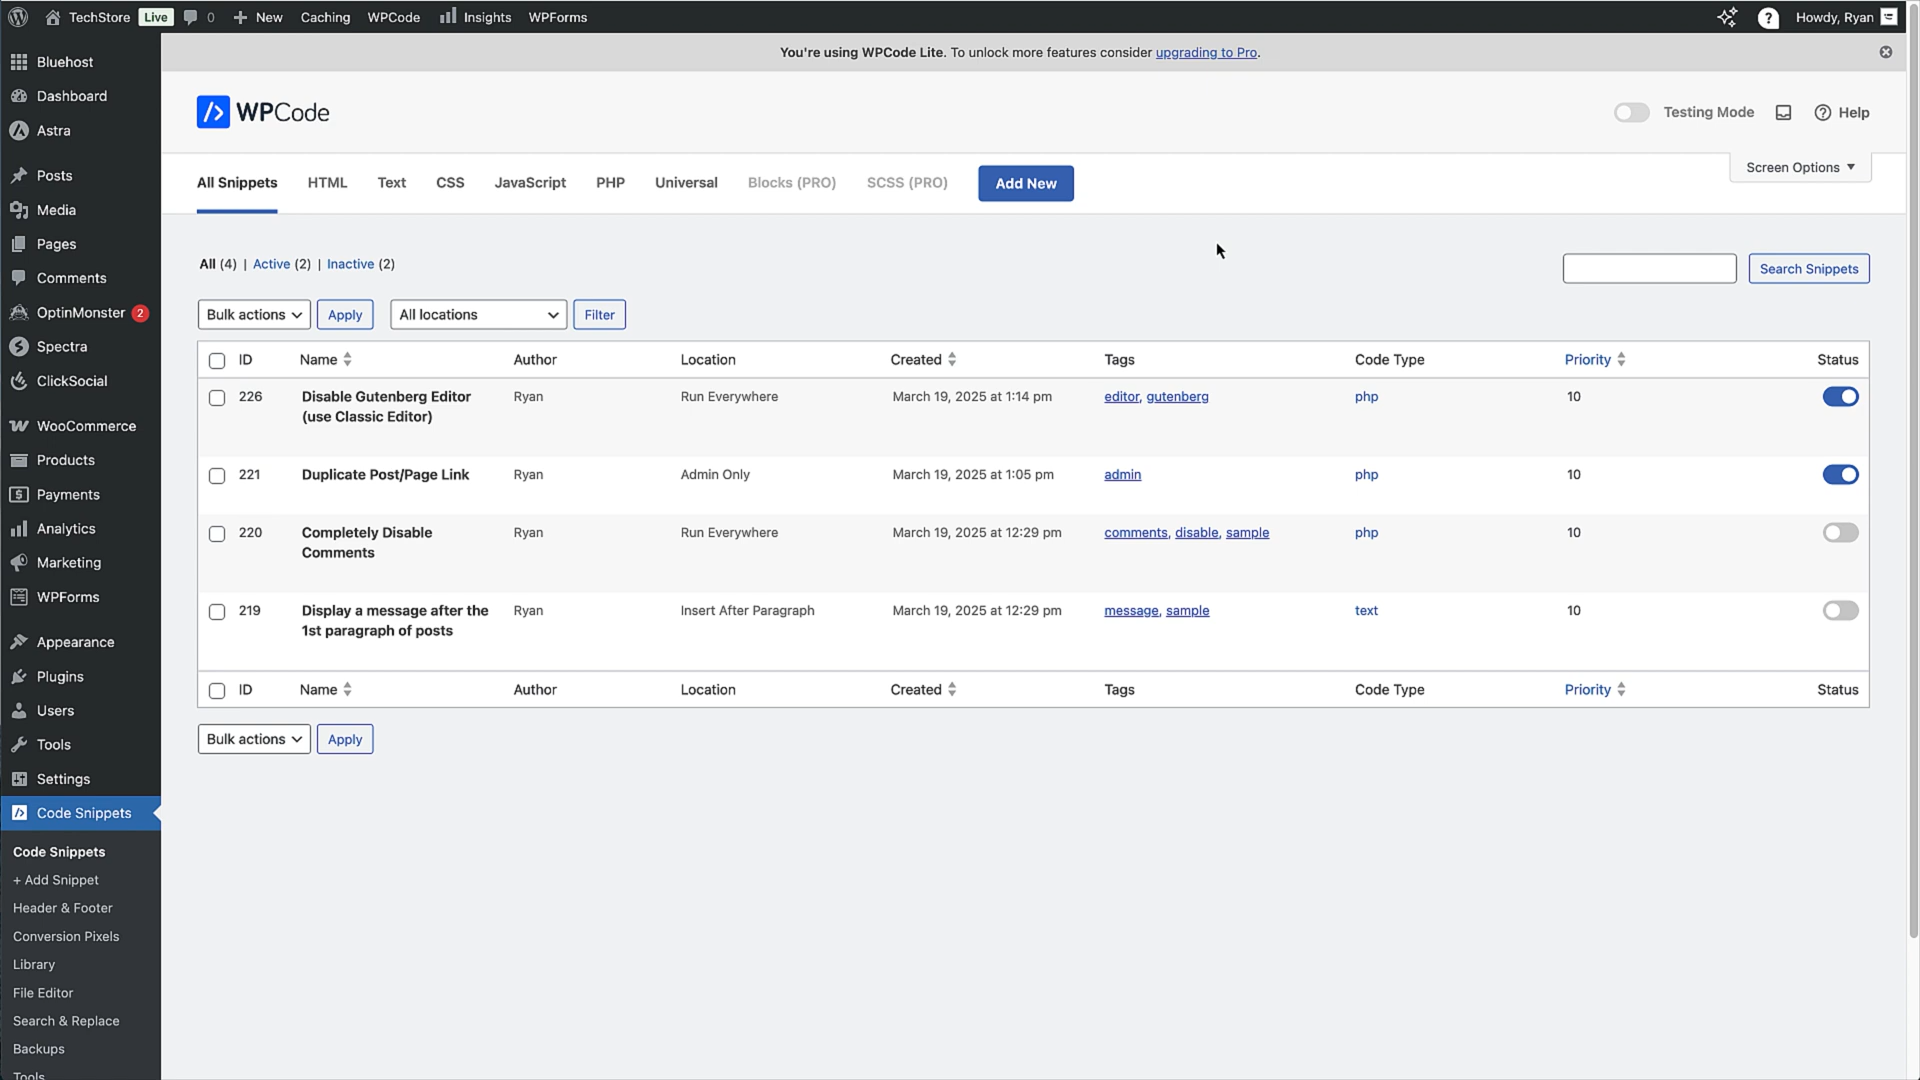 TechStore Live 0 New Caching WPCode Insights WPForms Howdy, Ryan
You're using WPCode Lite. To unlock more features consider upgrading to Pro.
Bluehost
Dashboard
Astra
Posts
Media
Pages
Comments
OptinMonster 2
Spectra
ClickSocial
WooCommerce
Products
Payments
Analytics
Marketing
WPForms
Appearance
Plugins
Users
Tools
Settings
Code Snippets
Code Snippets
+ Add Snippet
Header & Footer
Conversion Pixels
Library
File Editor
Search & Replace
Backups
Tools
WPCode
Testing Mode Help
All Snippets HTML Text CSS JavaScript PHP Universal Blocks (PRO) SCSS (PRO) Add New
Screen Options
All (4) | Active (2) | Inactive (2)
Search Snippets
Bulk actions Apply All locations Filter
ID Name Author Location Created Tags Code Type Priority Status
226 Disable Gutenberg Editor Ryan Run Everywhere March 19, 2025 at 1:14 pm editor, gutenberg php 10
(use Classic Editor)
221 Duplicate Post/Page Link Ryan Admin Only March 19, 2025 at 1:05 pm admin php 10
220 Completely Disable Ryan Run Everywhere March 19, 2025 at 12:29 pm comments, disable, sample php 10
Comments
219 Display a message after the Ryan Insert After Paragraph March 19, 2025 at 12:29 pm message, sample text 10
1st paragraph of posts
ID Name Author Location Created Tags Code Type Priority Status
Bulk actions Apply